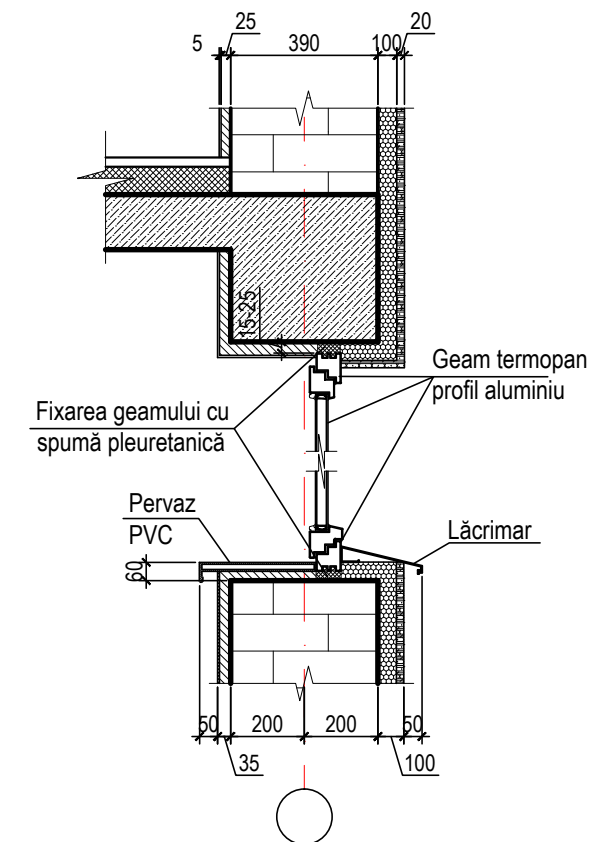 25
20
5
390
100
15-25
Geam termopan
profil aluminiu
Fixarea geamului cu
spumă pleuretanică
Pervaz
PVC
Lăcrimar
60
50
200
200
50
35
100